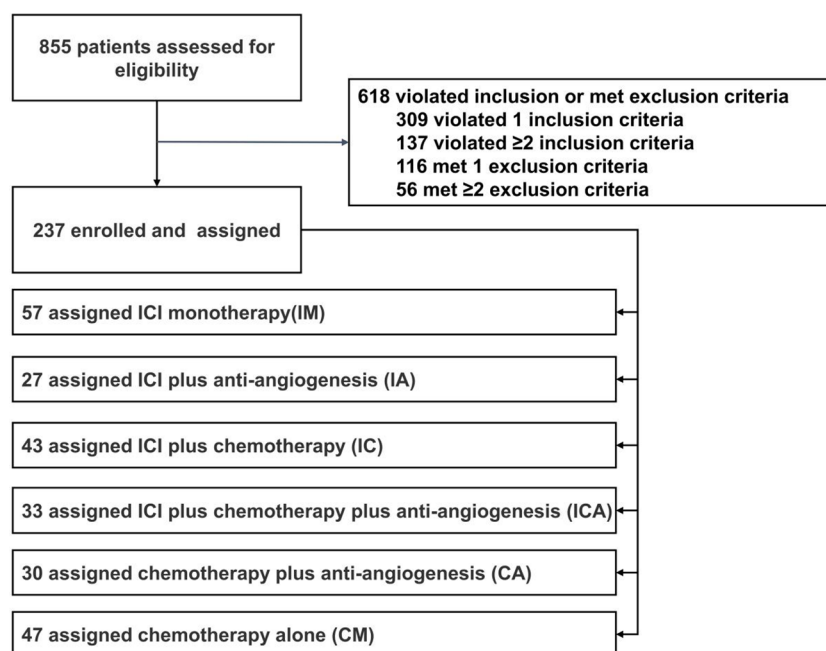 855 patients assessed for
eligibility
618 violated inclusion or met exclusion criteria
309 violated 1 inclusion criteria
137 violated ≥2 inclusion criteria
116 met 1 exclusion criteria
56 met ≥2 exclusion criteria
237 enrolled and assigned
57 assigned ICI monotherapy(IM)
27 assigned ICI plus anti-angiogenesis (IA)
43 assigned ICI plus chemotherapy (IC)
33 assigned ICI plus chemotherapy plus anti-angiogenesis (ICA)
30 assigned chemotherapy plus anti-angiogenesis (CA)
47 assigned chemotherapy alone (CM)